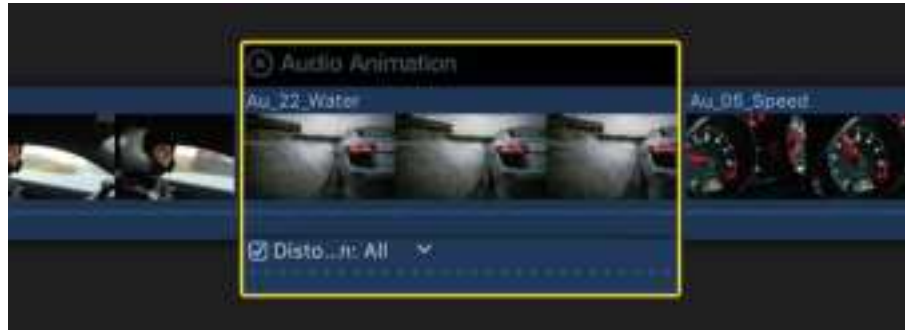 Audio Animation
Au_22_Water
Au_05_Speed
Disto...n: All